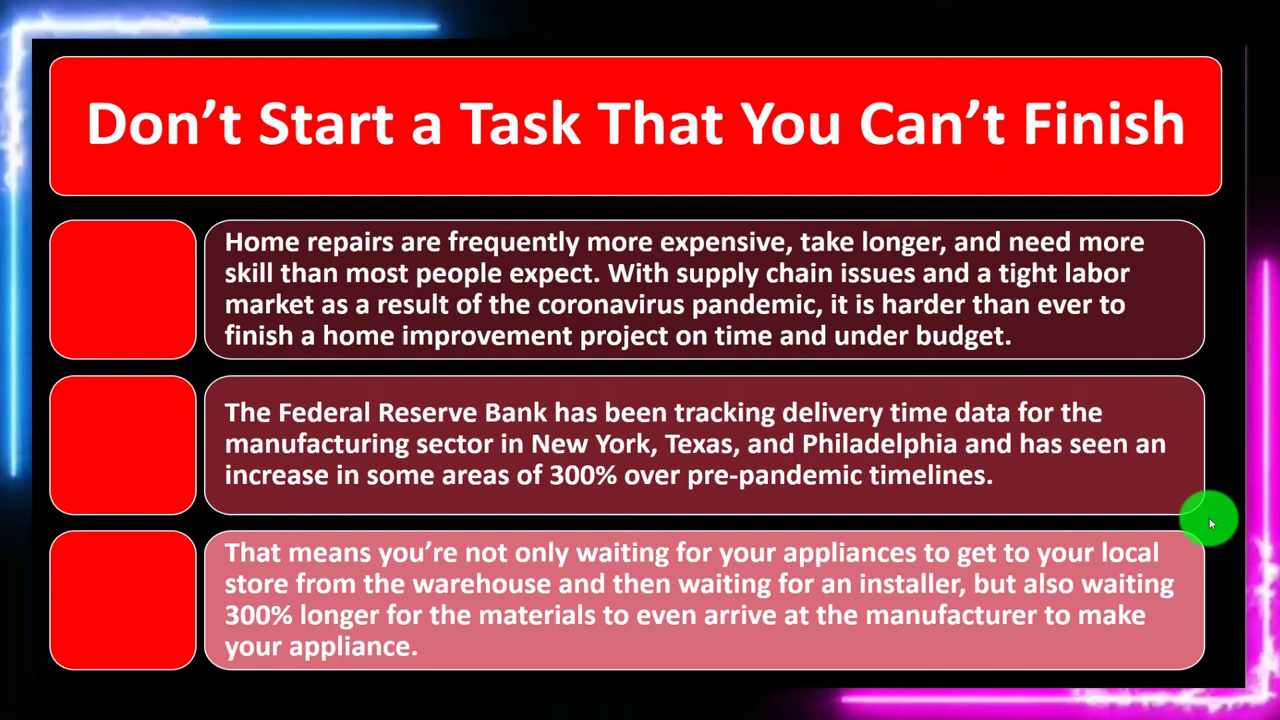 Don’t Start a Task That You Can’t Finish
Home repairs are frequently more expensive, take longer, and need more
skill than most people expect. With supply chain issues and a tight labor
market as a result of the coronavirus pandemic, it is harder than ever to
finish a home improvement project on time and under budget.
The Federal Reserve Bank has been tracking delivery time data for the
manufacturing sector in New York, Texas, and Philadelphia and has seen an
increase in some areas of 300% over pre-pandemic timelines.
That means you’re not only waiting for your appliances to get to your local
store from the warehouse and then waiting for an installer, but also waiting
300% longer for the materials to even arrive at the manufacturer to make
your appliance.